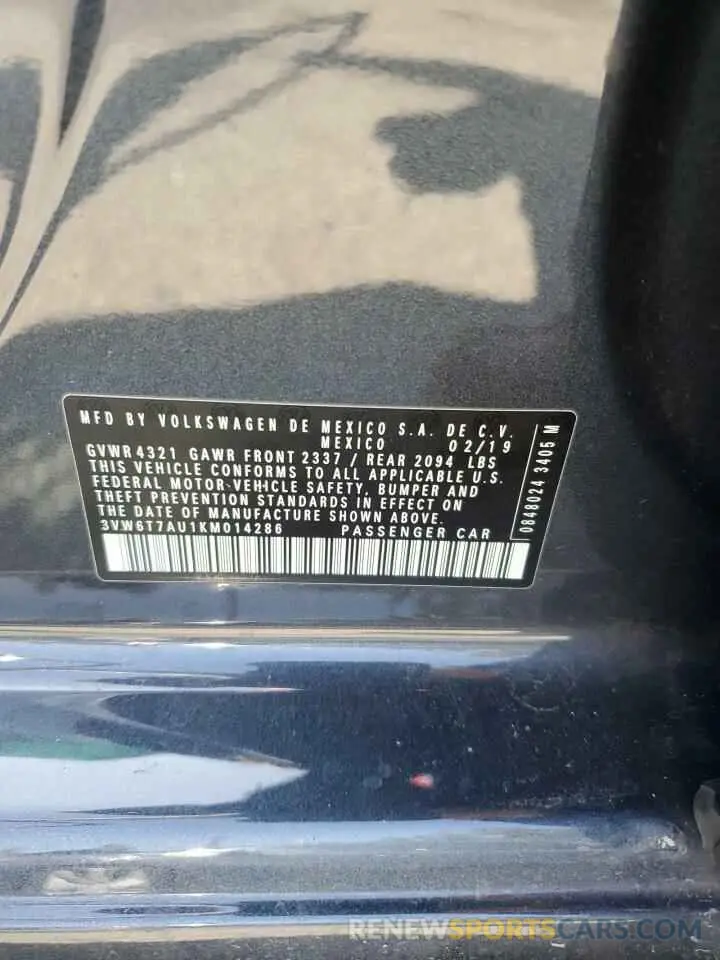 MFD BY VOLKSWAGEN DE MEXICO S.A. DE C.V.
MEXICO 02/19
GVWR 4321 GAWR FRONT 2337 / REAR 2094 LBS
THIS VEHICLE CONFORMS TO ALL APPLICABLE U.S.
FEDERAL MOTOR VEHICLE SAFETY, BUMPER AND
THEFT PREVENTION STANDARDS IN EFFECT ON
THE DATE OF MANUFACTURE SHOWN ABOVE.
3VW6T7AU1KM014286 PASSENGER CAR
0848024 3405 M
RENEWSPORTSCARS.COM